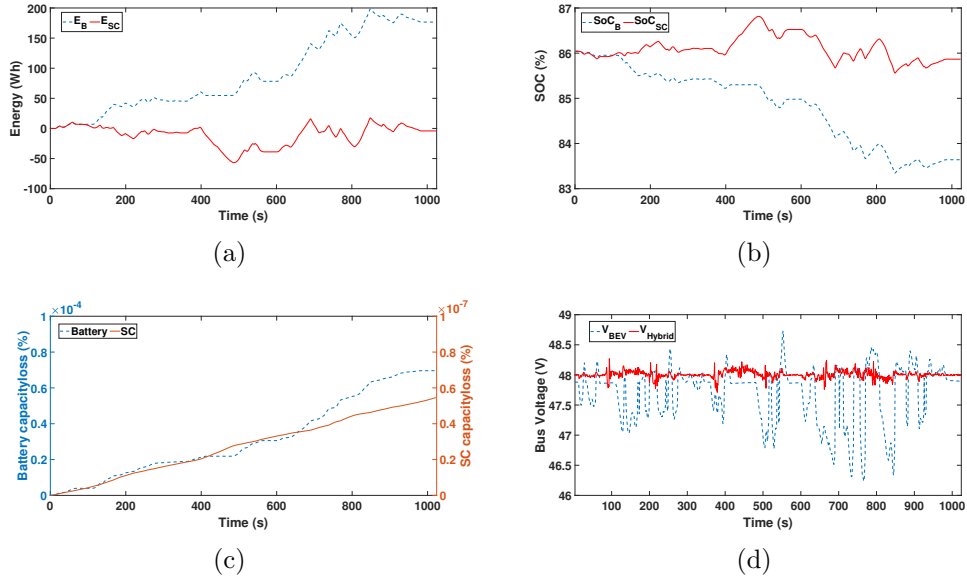 E_B E_SC
200
150
100
50
0
-50
-100
Energy (Wh)
0 200 400 600 800 1000
Time (s)
(a)
SoC_B SoC_SC
87
86
85
84
83
SOC (%)
0 200 400 600 800 1000
Time (s)
(b)
×10^-4
×10^-7
Battery SC
1 1
0.8 0.8
0.6 0.6
0.4 0.4
0.2 0.2
0 0
Battery capacityloss (%)
SC capacityloss (%)
0 200 400 600 800 1000
Time (s)
(c)
V_BEV V_Hybrid
49
48.5
48
47.5
47
46.5
46
Bus Voltage (V)
100 200 300 400 500 600 700 800 900 1000
Time (s)
(d)